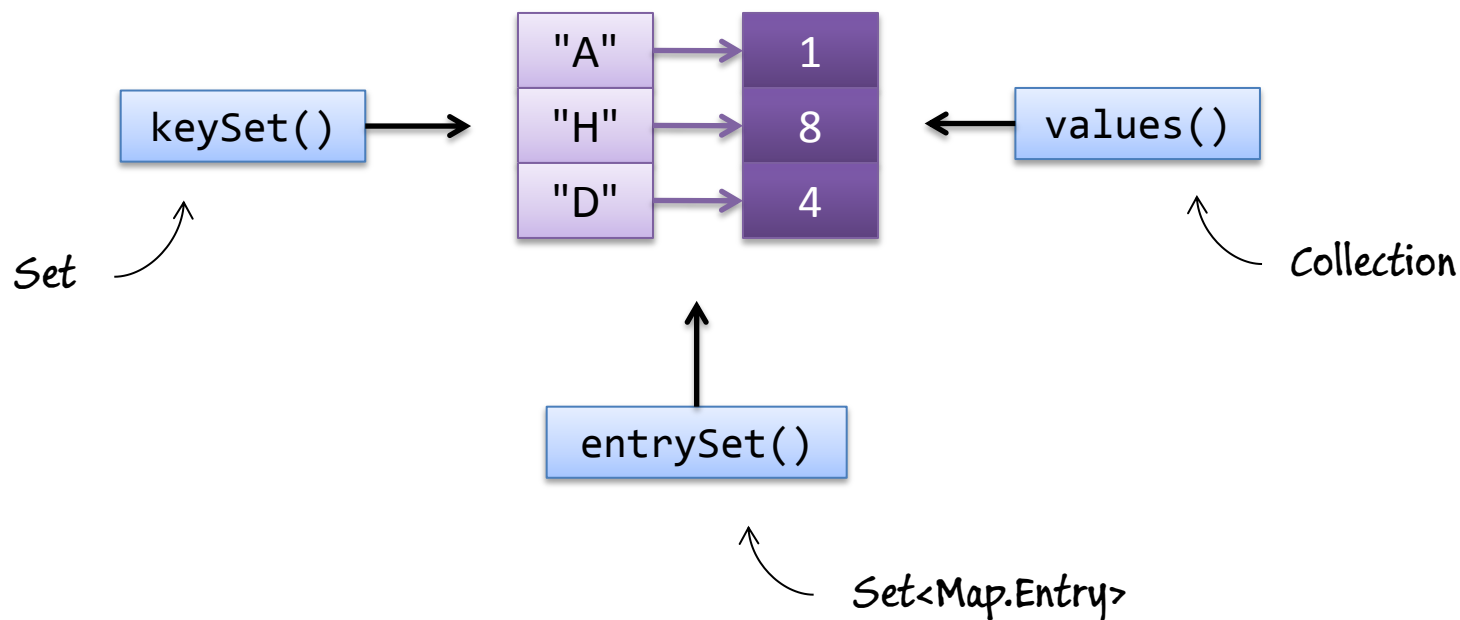 "A" 1
keySet() "H" 8 values()
"D" 4
Set Collection
entrySet()
Set<Map.Entry>